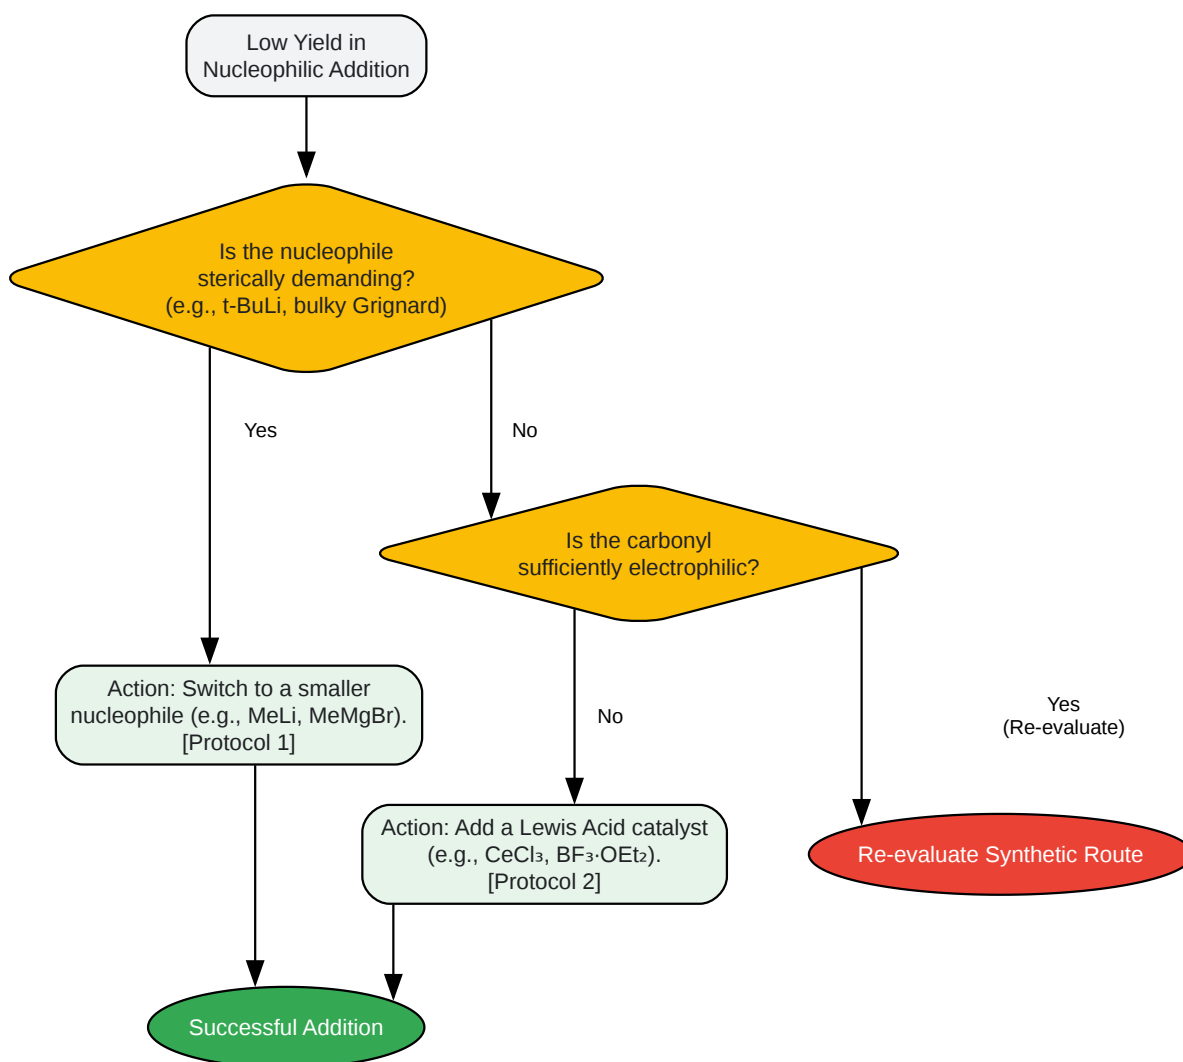 Low Yield in
Nucleophilic Addition
Is the nucleophile
sterically demanding?
(e.g., t-BuLi, bulky Grignard)
Yes
No
Is the carbonyl
sufficiently electrophilic?
Action: Switch to a smaller
nucleophile (e.g., MeLi, MeMgBr).
[Protocol 1]
No
Yes
(Re-evaluate)
Action: Add a Lewis Acid catalyst
(e.g., CeCl₃, BF₃·OEt₂).
[Protocol 2]
Re-evaluate Synthetic Route
Successful Addition